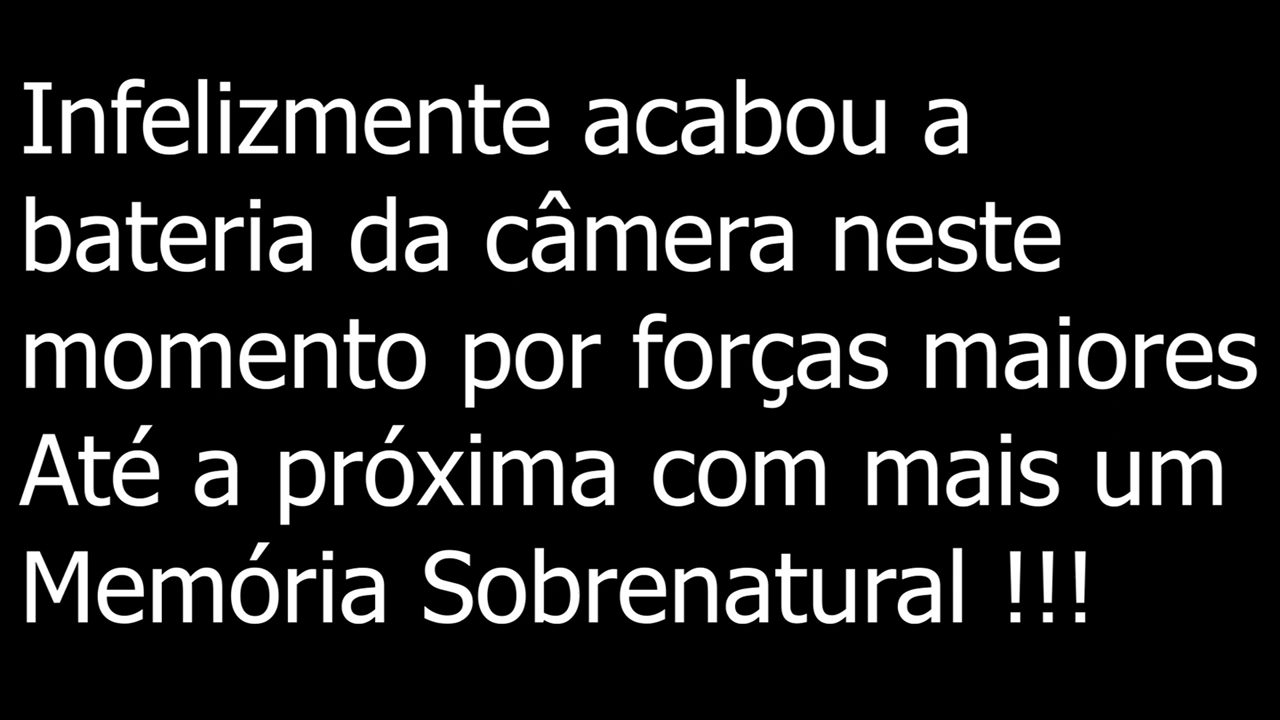 Infelizmente acabou a
bateria da câmera neste
momento por forças maiores
Até a próxima com mais um
Memória Sobrenatural !!!